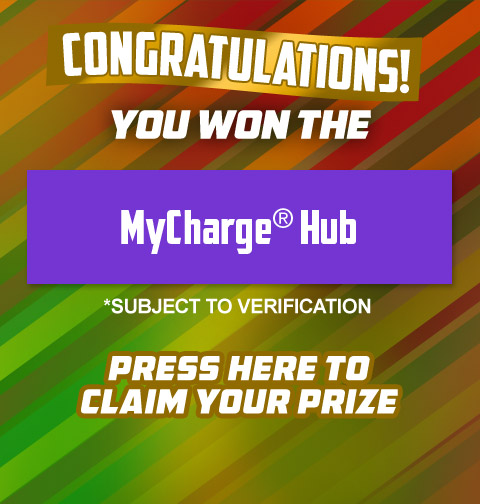 CONGRATULATIONS!
YOU WON THE
MyCharge® Hub
*SUBJECT TO VERIFICATION
PRESS HERE TO
CLAIM YOUR PRIZE